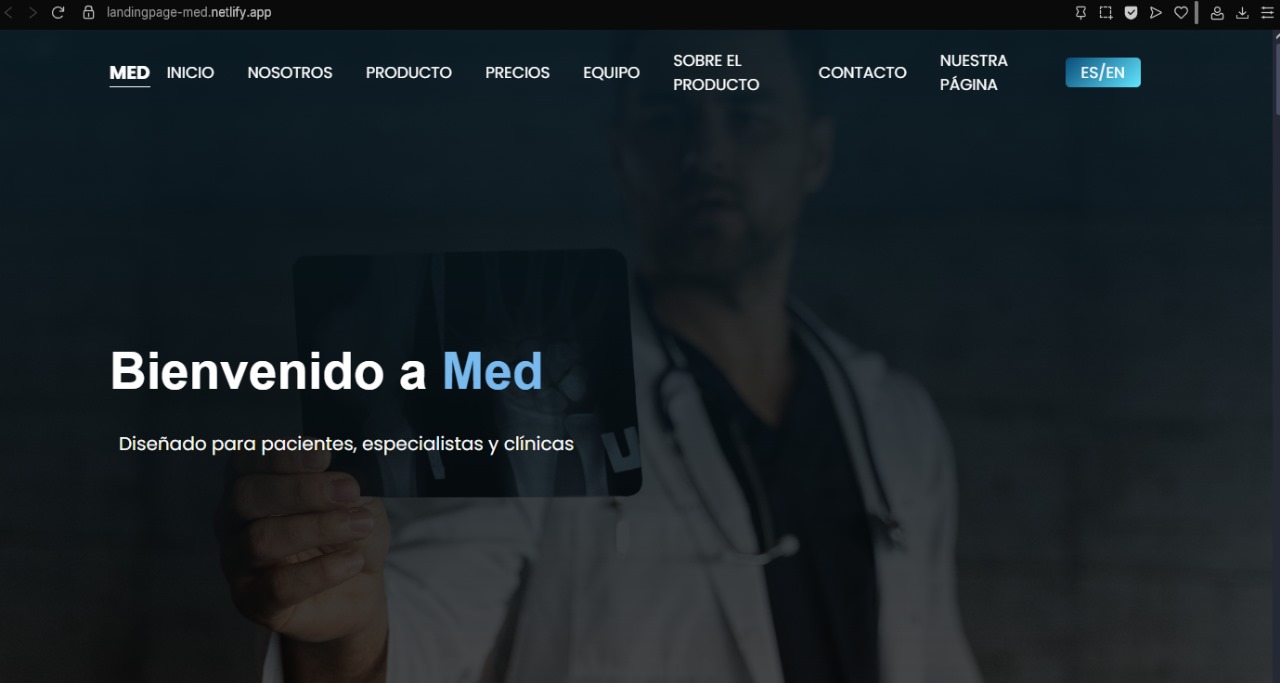 landingpage-med.netlify.app
MED INICIO NOSOTROS PRODUCTO PRECIOS EQUIPO SOBRE EL PRODUCTO CONTACTO NUESTRA PÁGINA ES/EN
Bienvenido a Med
Diseñado para pacientes, especialistas y clínicas